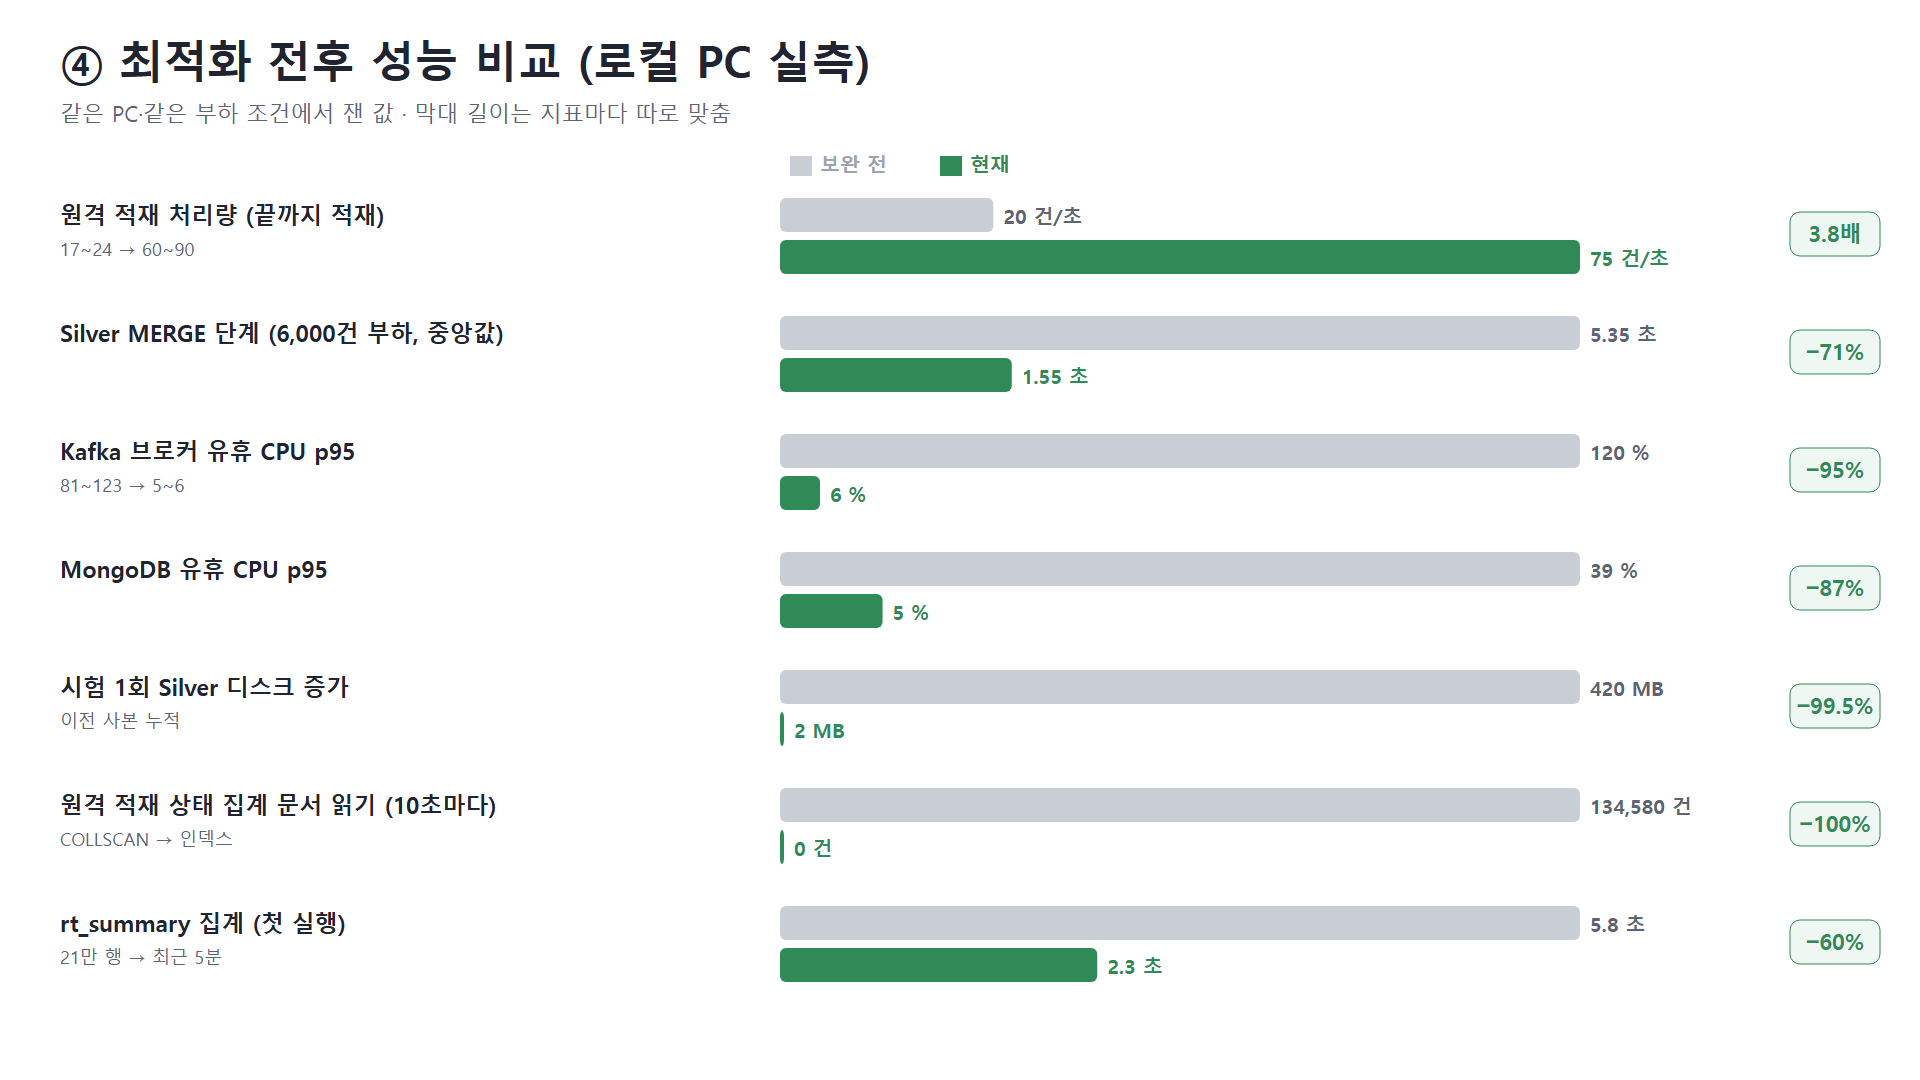 ④ 최적화 전후 성능 비교 (로컬 PC 실측)
같은 PC·같은 부하 조건에서 잰 값 · 막대 길이는 지표마다 따로 맞춤
보완 전 현재
원격 적재 처리량 (끝까지 적재)
17~24 → 60~90
20 건/초
75 건/초
3.8배
Silver MERGE 단계 (6,000건 부하, 중앙값)
5.35 초
1.55 초
−71%
Kafka 브로커 유휴 CPU p95
81~123 → 5~6
120 %
6 %
−95%
MongoDB 유휴 CPU p95
39 %
5 %
−87%
시험 1회 Silver 디스크 증가
이전 사본 누적
420 MB
2 MB
−99.5%
원격 적재 상태 집계 문서 읽기 (10초마다)
COLLSCAN → 인덱스
134,580 건
0 건
−100%
rt_summary 집계 (첫 실행)
21만 행 → 최근 5분
5.8 초
2.3 초
−60%